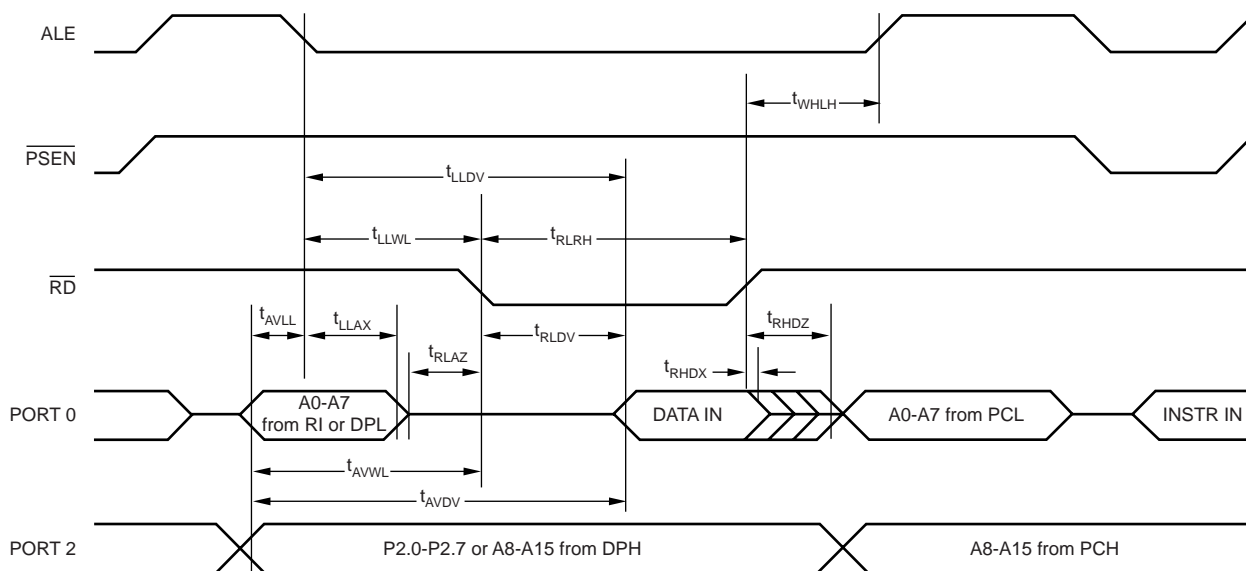 ALE
tWHLH
PSEN
tLLDV
tLLWL
tRLRH
RD
tAVLL
tLLAX
tRLDV
tRHDZ
tRLAZ
tRHDX
PORT 0
A0-A7
from RI or DPL
DATA IN
A0-A7 from PCL
INSTR IN
tAVWL
tAVDV
PORT 2
P2.0-P2.7 or A8-A15 from DPH
A8-A15 from PCH